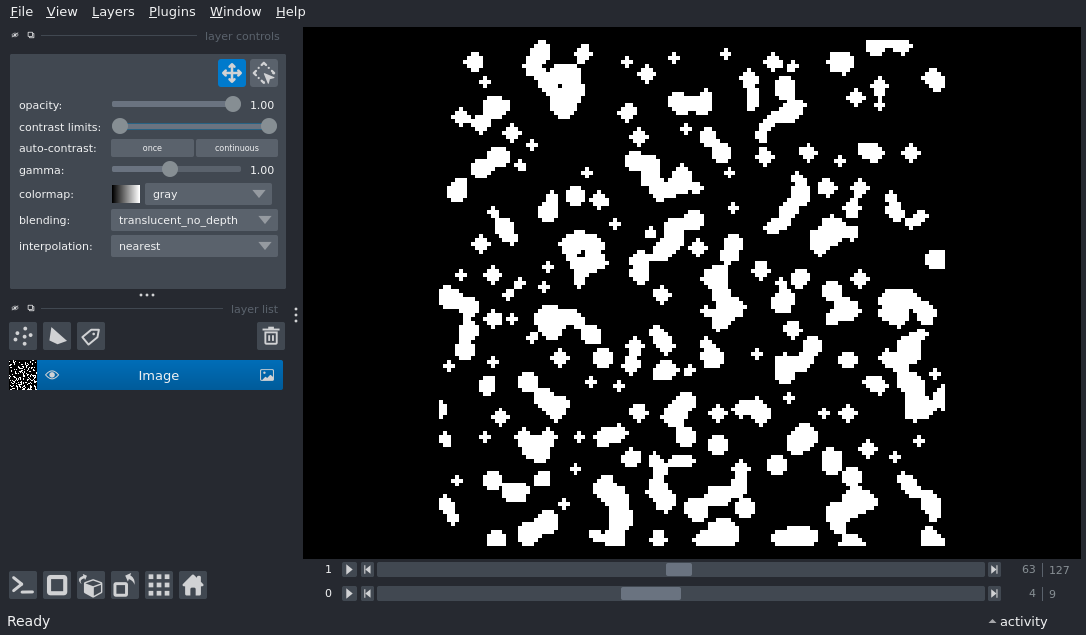 File View Layers Plugins Window Help
layer controls
opacity: 1.00
contrast limits:
auto-contrast: once continuous
gamma: 1.00
colormap: gray
blending: translucent_no_depth
interpolation: nearest
layer list
Image
1 63 127
0 4 9
Ready activity